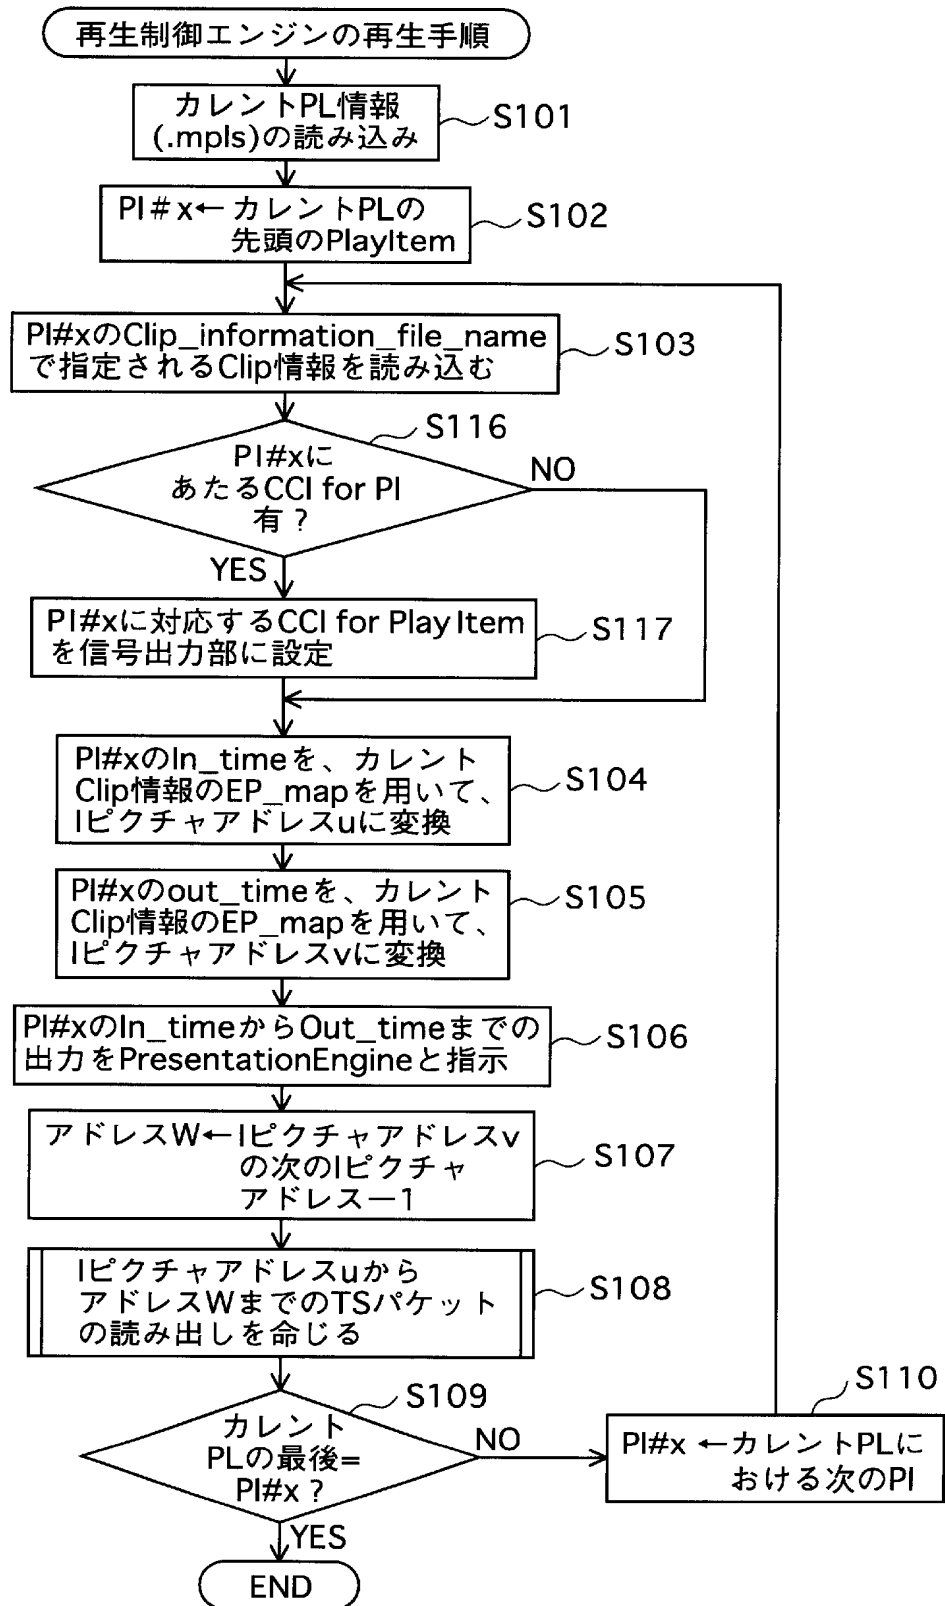 再生制御エンジンの再生手順
カレントPL情報
(.mpls)の読み込み
S101
PI#x←カレントPLの
先頭のPlayItem
S102
PI#xのClip_information_file_name
で指定されるClip情報を読み込む
S103
S116
PI#xに
あたるCCI for PI
有？
NO
YES
PI#xに対応するCCI for PlayItem
を信号出力部に設定
S117
PI#xのIn_timeを、カレント
Clip情報のEP_mapを用いて、
Iピクチャアドレスuに変換
S104
PI#xのout_timeを、カレント
Clip情報のEP_mapを用いて、
Iピクチャアドレスvに変換
S105
PI#xのIn_timeからOut_timeまでの
出力をPresentationEngineと指示
S106
アドレスW←Iピクチャアドレスv
の次のIピクチャ
アドレスー1
S107
Iピクチャアドレスuから
アドレスWまでのTSパケット
の読み出しを命じる
S108
S109
カレント
PLの最後=
PI#x？
NO
S110
PI#x ←カレントPLに
おける次のPI
YES
END